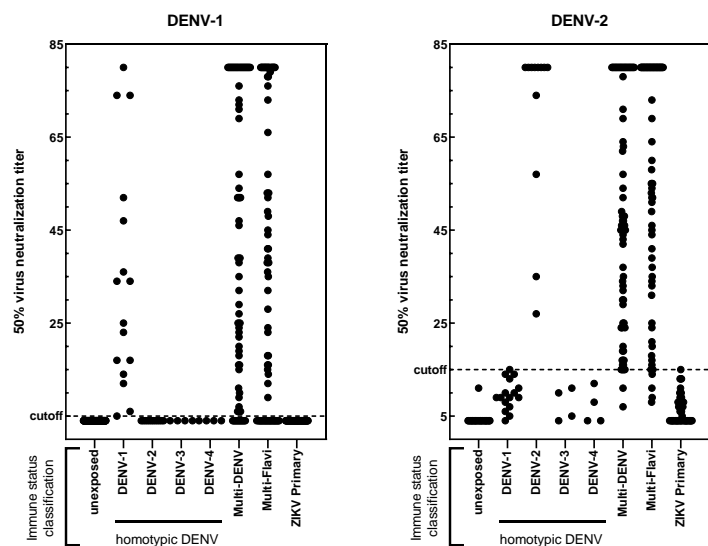 DENV-1
50% virus neutralization titer
85
65
45
25
cutoff
5
Immune status
classification
unexposed
DENV-1
DENV-2
DENV-3
DENV-4
Multi-DENV
Multi-Flavi
ZIKV Primary
homotypic DENV
DENV-2
50% virus neutralization titer
85
65
45
25
cutoff
5
Immune status
classification
unexposed
DENV-1
DENV-2
DENV-3
DENV-4
Multi-DENV
Multi-Flavi
ZIKV Primary
homotypic DENV